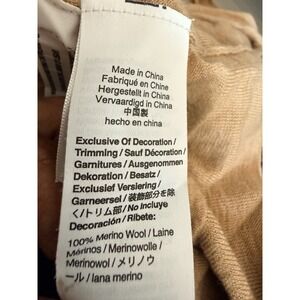 Made in China
Fabriqué en Chine
Hergestellt in China
Vervaardigd in China
中国製
hecho en china
Exclusive Of Decoration /
Trimming / Sauf Décoration /
Garnitures / Ausgenommen
Dekoration / Besatz /
Exclusief Versiering /
Garneersel / 装飾部分を除
く/トリム部 / No Incluye
Decoración / Ribete:
100% Merino Wool / Laine
Mérinos / Merinowolle /
Merinowol / メリノウ
ール / lana merino